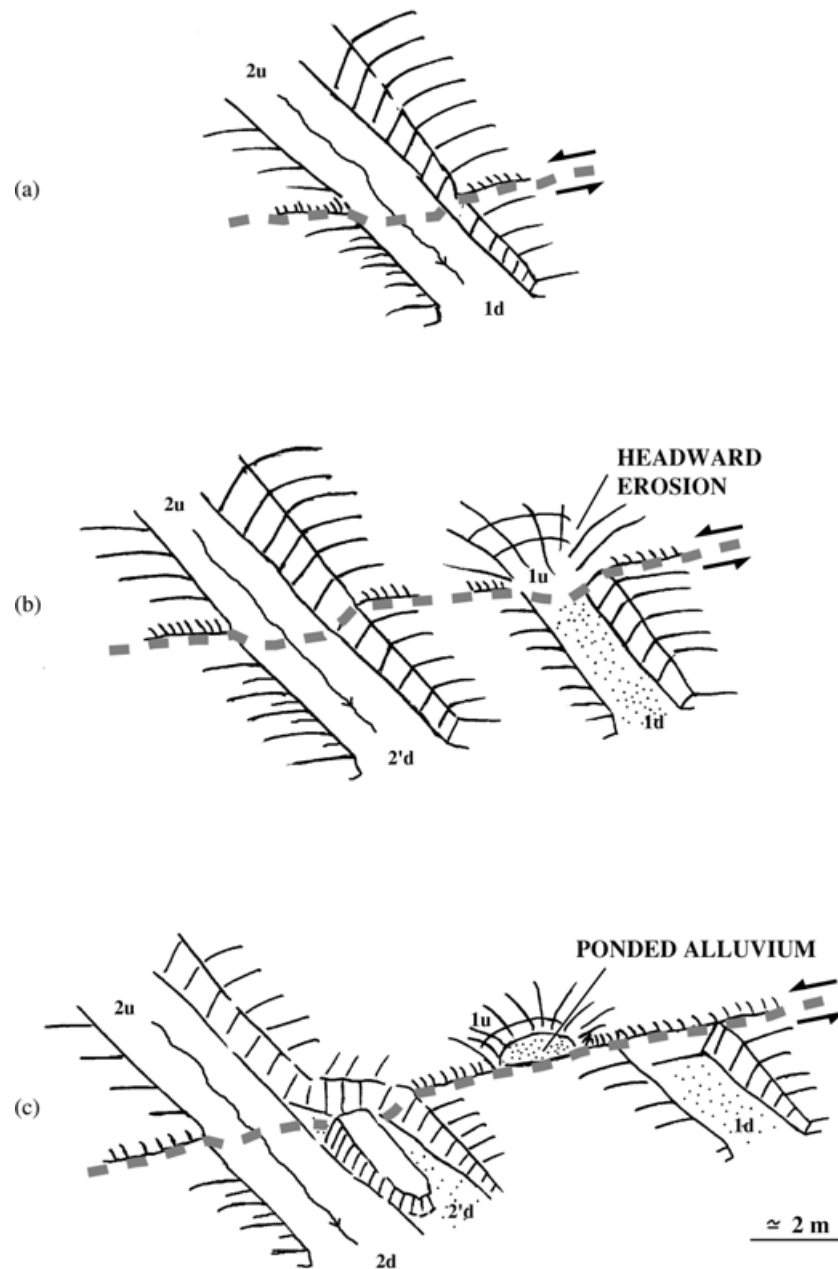 2u
(a)
1d
HEADWARD
EROSION
2u
1u
(b)
1d
2'd
PONDED ALLUVIUM
1u
2u
(c)
1d
2'd
2d
≃ 2 m